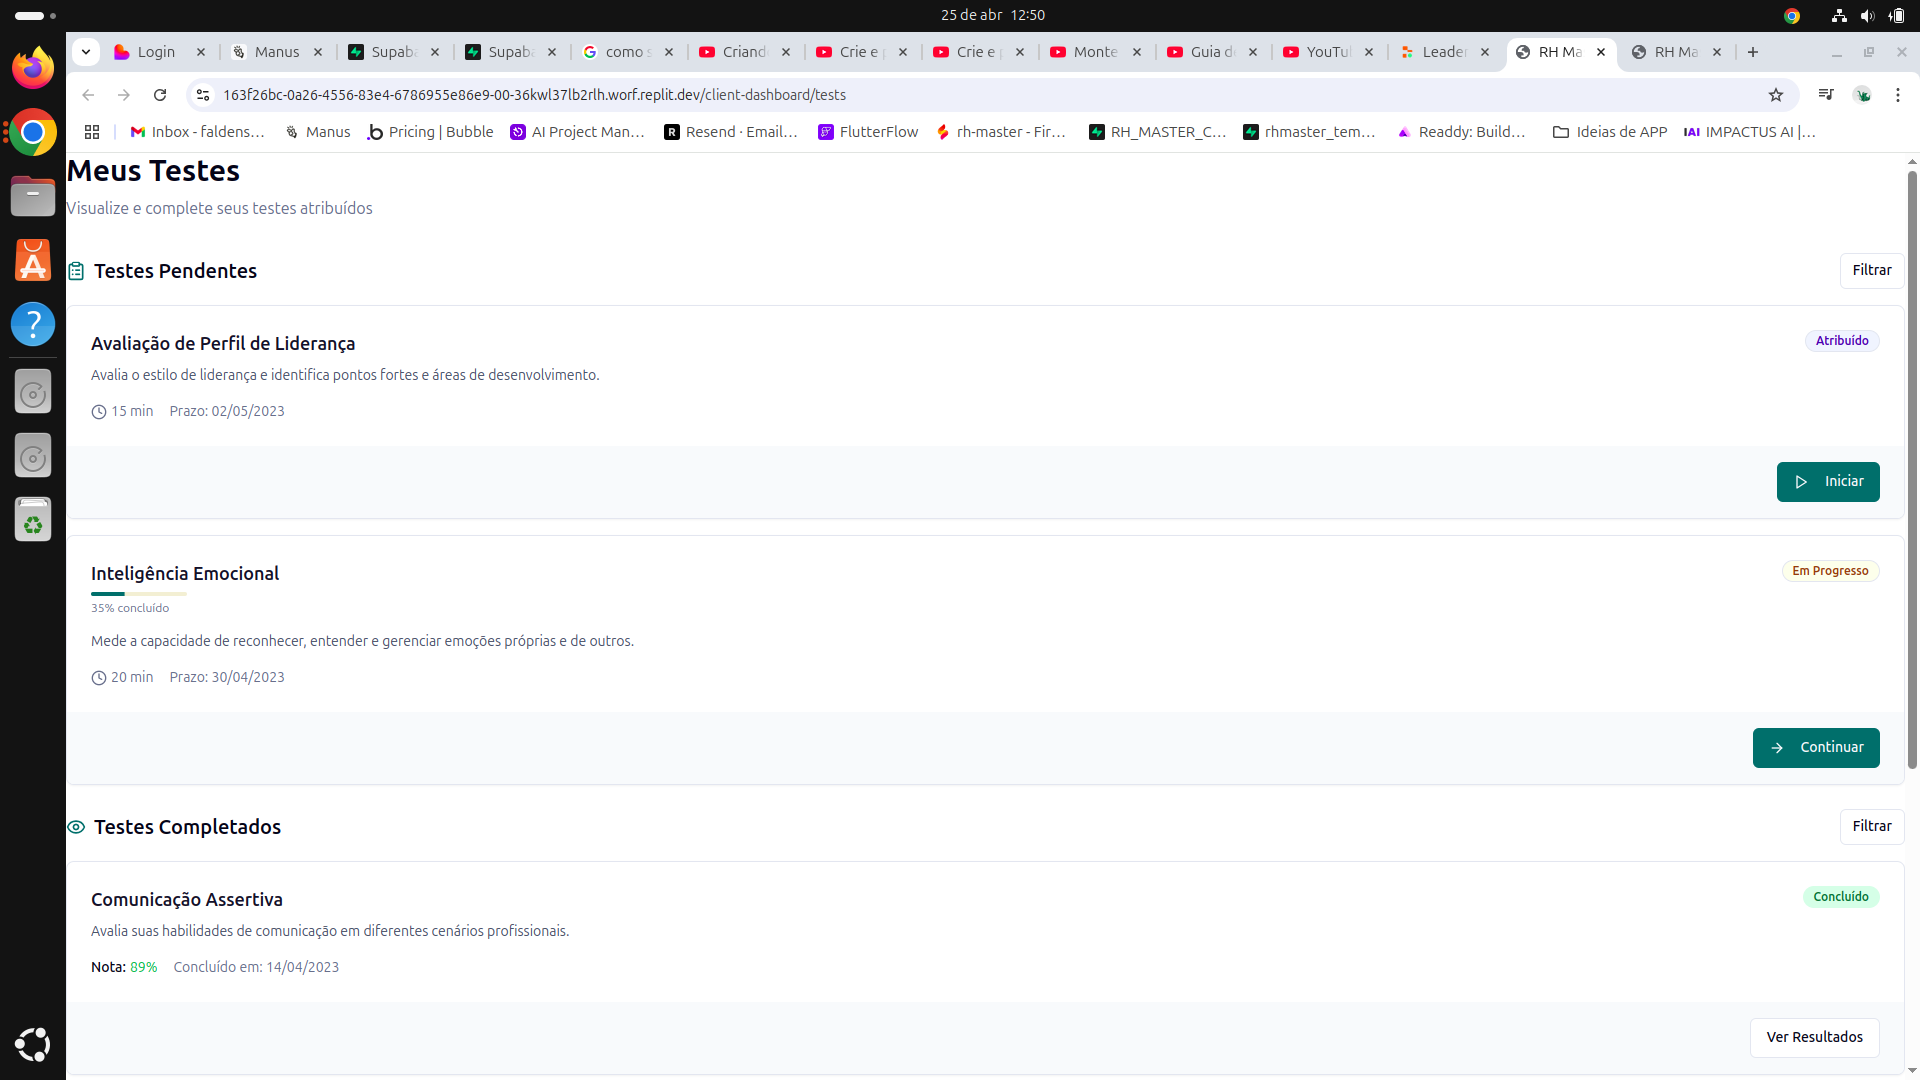 25 de abr 12:50
Login
Manus
Supaba
Supaba
como s
Criand
Crie e p
Crie e p
Monte
Guia d
YouTu
Leader
RH Ma
RH Ma
163f26bc-0a26-4556-83e4-6786955e86e9-00-36kwl37lb2rlh.worf.replit.dev/client-dashboard/tests
Inbox - faldens...
Manus
Pricing | Bubble
AI Project Man...
Resend · Email...
FlutterFlow
rh-master - Fir...
RH_MASTER_C...
rhmaster_tem...
Readdy: Build...
Ideias de APP
IAI IMPACTUS AI |...
Meus Testes
Visualize e complete seus testes atribuídos
Testes Pendentes
Filtrar
Avaliação de Perfil de Liderança
Atribuído
Avalia o estilo de liderança e identifica pontos fortes e áreas de desenvolvimento.
15 min Prazo: 02/05/2023
Iniciar
Inteligência Emocional
Em Progresso
35% concluído
Mede a capacidade de reconhecer, entender e gerenciar emoções próprias e de outros.
20 min Prazo: 30/04/2023
Continuar
Testes Completados
Filtrar
Comunicação Assertiva
Concluído
Avalia suas habilidades de comunicação em diferentes cenários profissionais.
Nota: 89% Concluído em: 14/04/2023
Ver Resultados